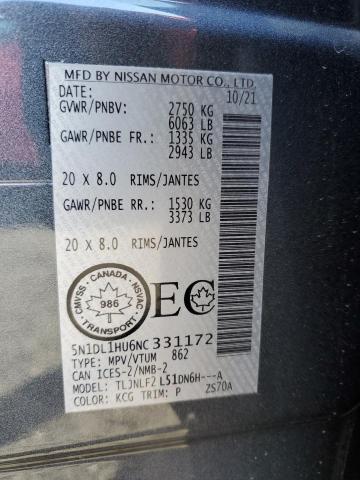 MFD BY NISSAN MOTOR CO., LTD.
DATE: 10/21
GVWR/PNBV: 2750 KG
6063 LB
GAWR/PNBE FR.: 1335 KG
2943 LB
20 X 8.0 RIMS/JANTES
GAWR/PNBE RR.: 1530 KG
3373 LB
20 X 8.0 RIMS/JANTES
CMVSS · CANADA · NSVAC
986
TRANSPORT
EC
5N1DL1HU6NC331172
TYPE: MPV/VTUM 862
CAN ICES-2/NMB-2
MODEL: TLJNLF2 L51DN6H---A
COLOR: KCG TRIM: P ZS70A